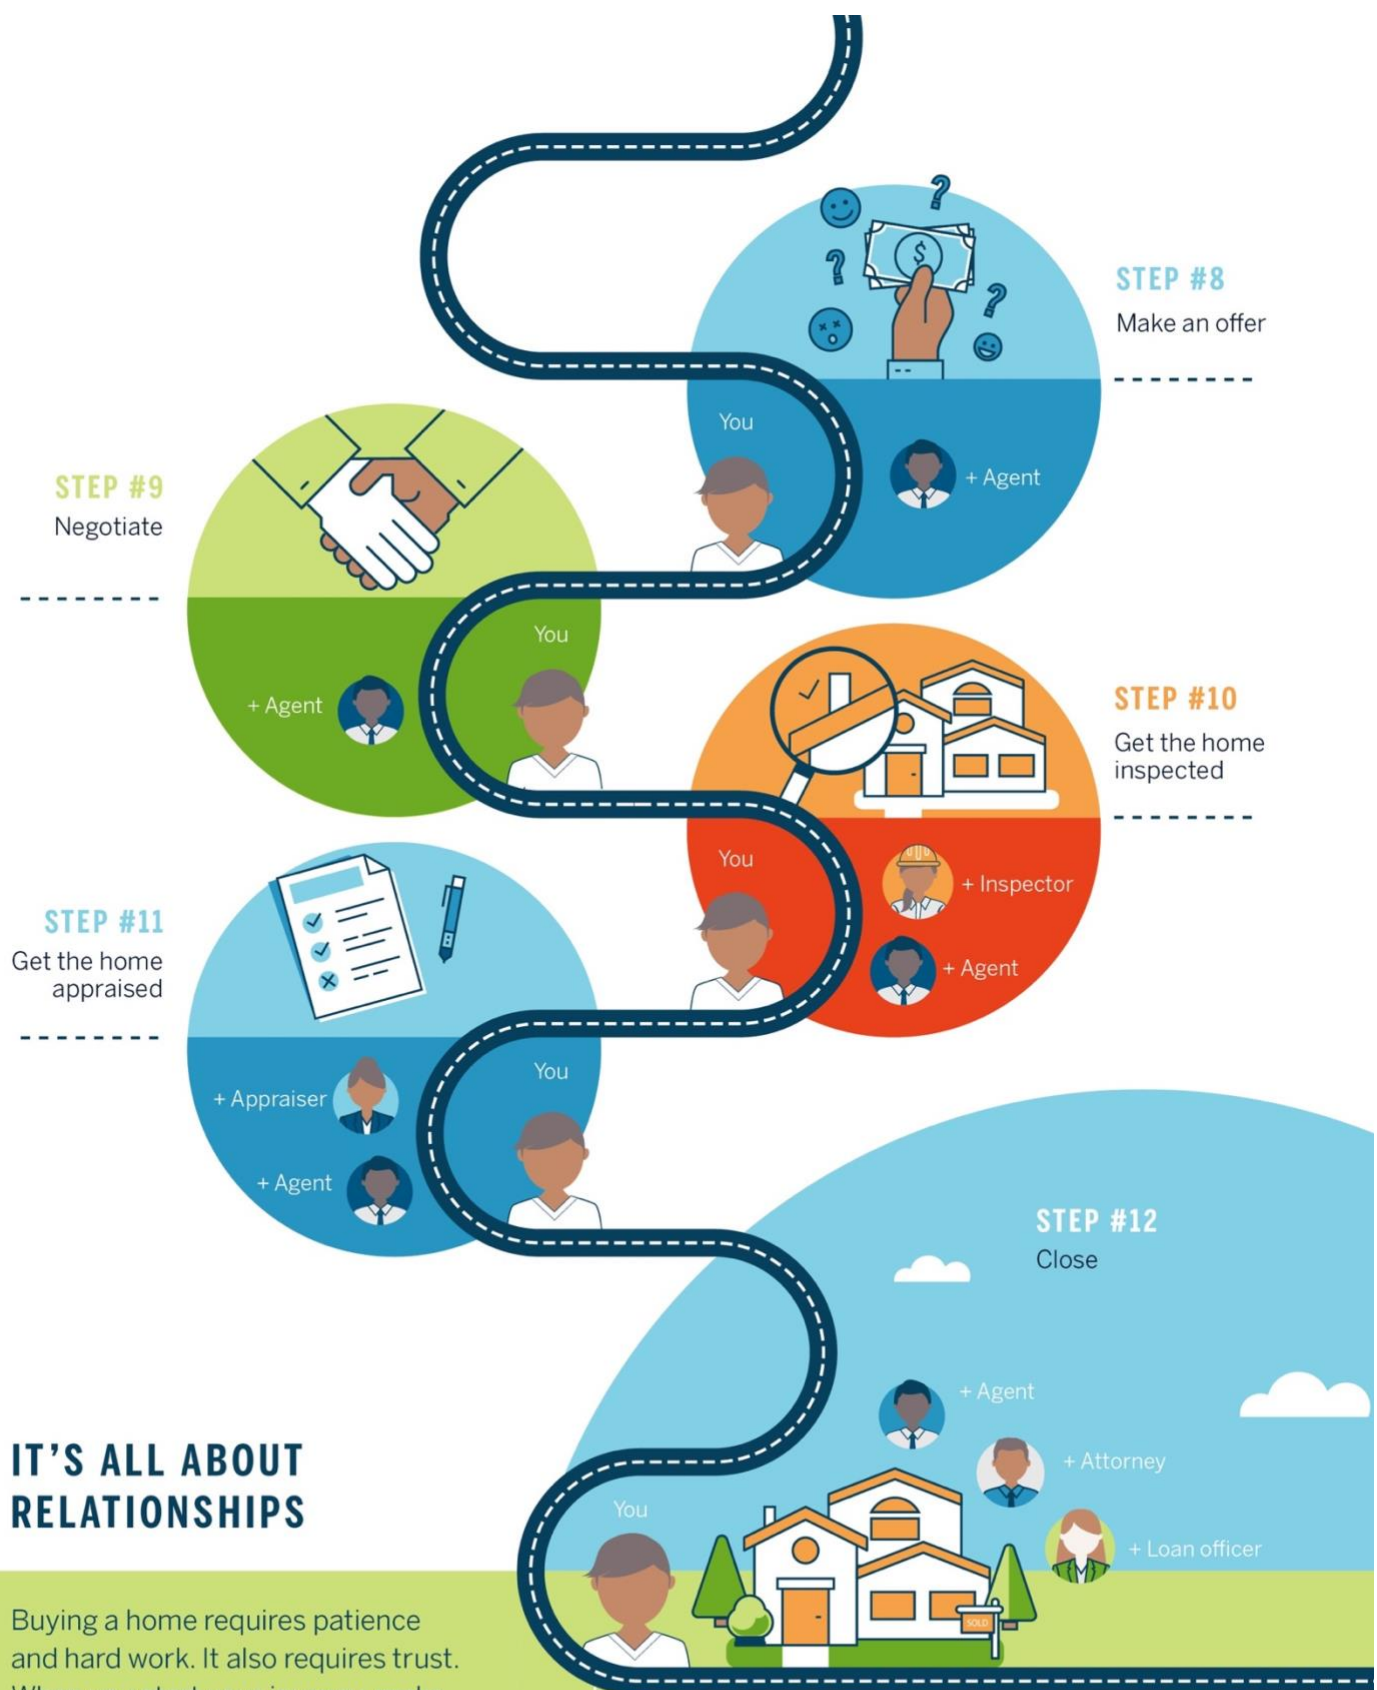 STEP #8
Make an offer
You
+ Agent
STEP #9
Negotiate
You
+ Agent
STEP #10
Get the home
inspected
You
+ Inspector
+ Agent
STEP #11
Get the home
appraised
You
+ Appraiser
+ Agent
STEP #12
Close
+ Agent
+ Attorney
+ Loan officer
You
SOLD
IT'S ALL ABOUT
RELATIONSHIPS
Buying a home requires patience
and hard work. It also requires trust.